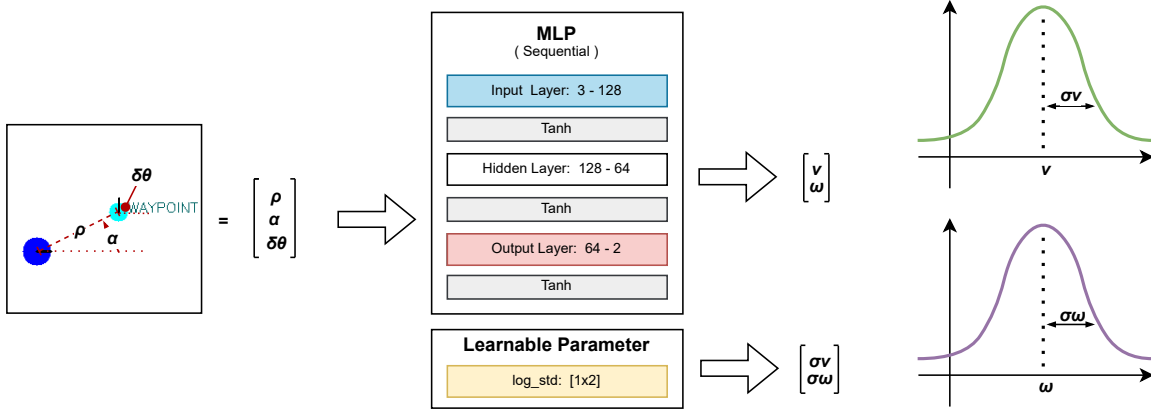 δθ
WAYPOINT
ρ
α
=
ρ
α
δθ
MLP
( Sequential )
Input Layer: 3 - 128
Tanh
Hidden Layer: 128 - 64
Tanh
Output Layer: 64 - 2
Tanh
Learnable Parameter
log_std: [1x2]
v
ω
σv
σω
σv
v
σω
ω